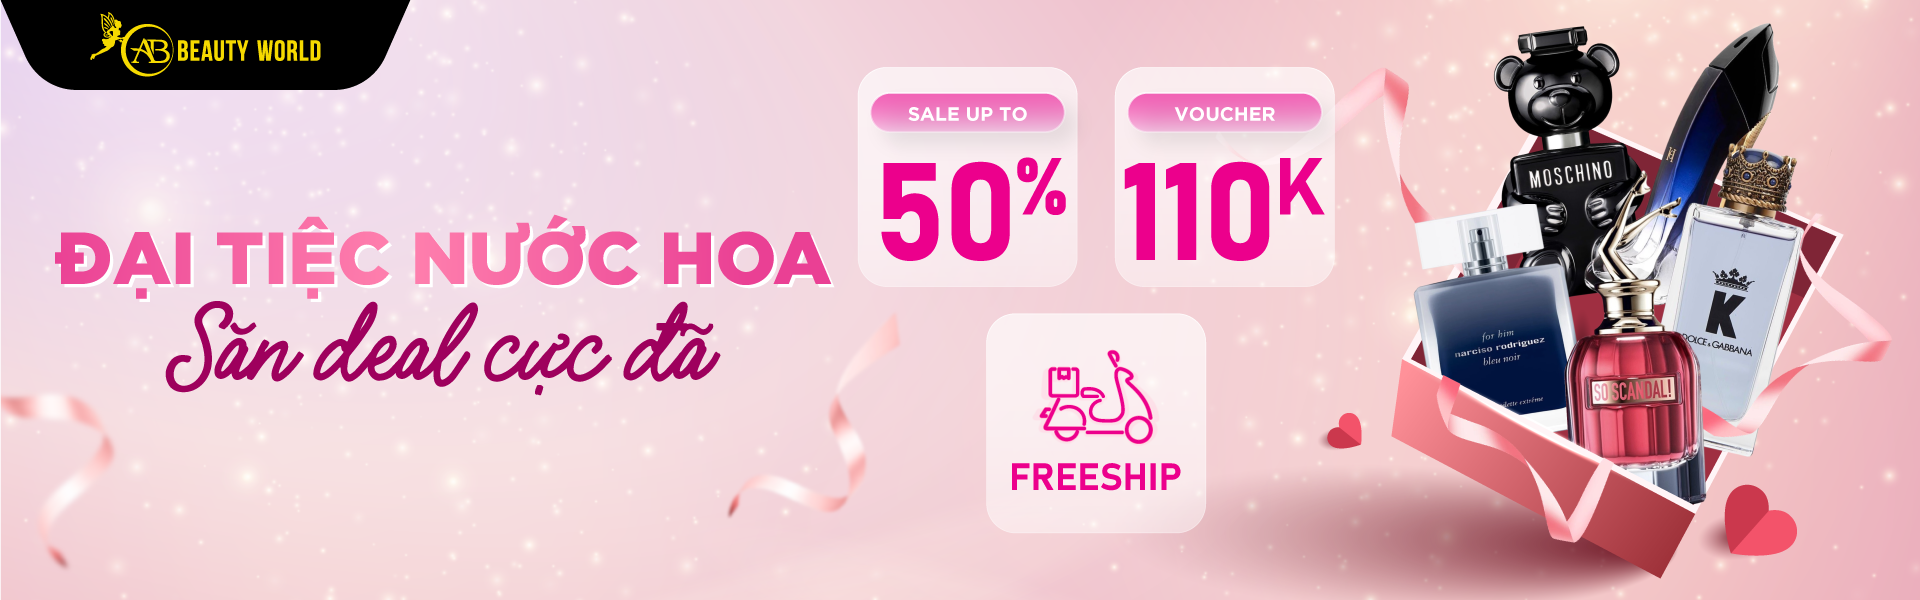 AB BEAUTY WORLD
ĐẠI TIỆC NƯỚC HOA
Săn deal cực đã
SALE UP TO
50%
VOUCHER
110K
FREESHIP
MOSCHINO
for him
narciso rodriguez
bleu noir
SO SCANDAL!
K
DOLCE & GABBANA